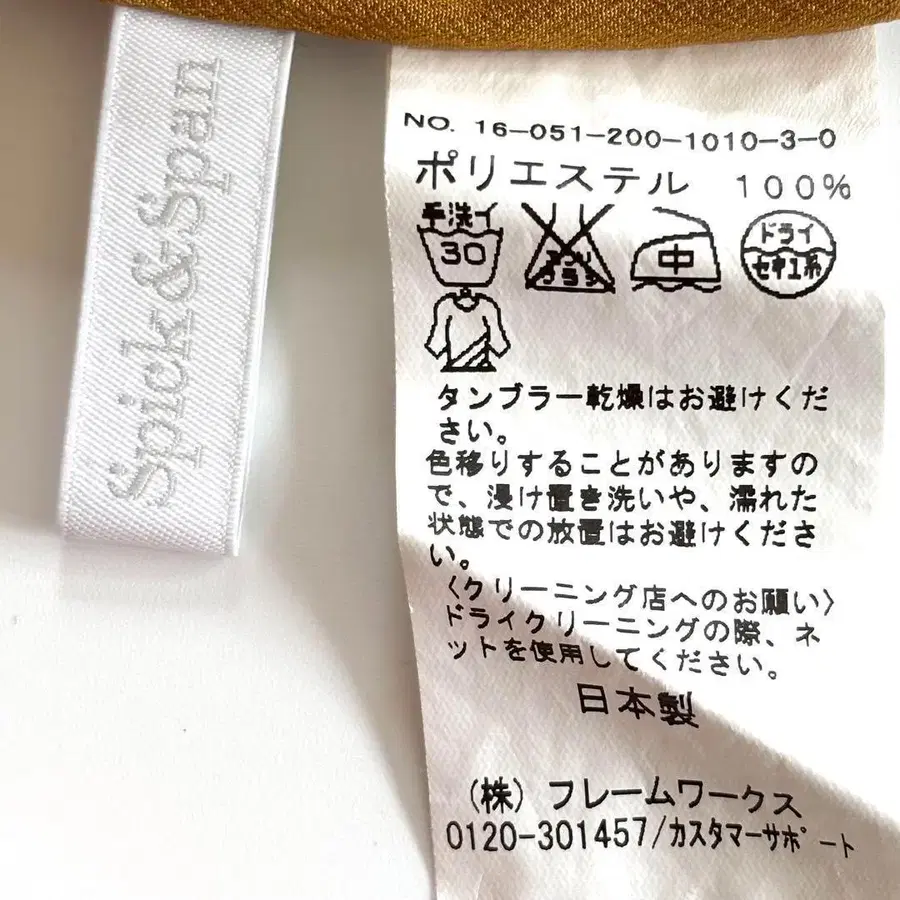 Spick&Span
NO. 16-051-200-1010-3-0
ポリエステル 100%
手洗イ
30
エンソ
ブラシ
中
ドライ
セキユ系
タンブラー乾燥はお避けくだ
さい。
色移りすることがありますの
で、浸け置き洗いや、濡れた
状態での放置はお避けくださ
い。
〈クリーニング店へのお願い〉
ドライクリーニングの際、ネ
ットを使用してください。
日本製
(株) フレームワークス
0120-301457/カスタマーサポート